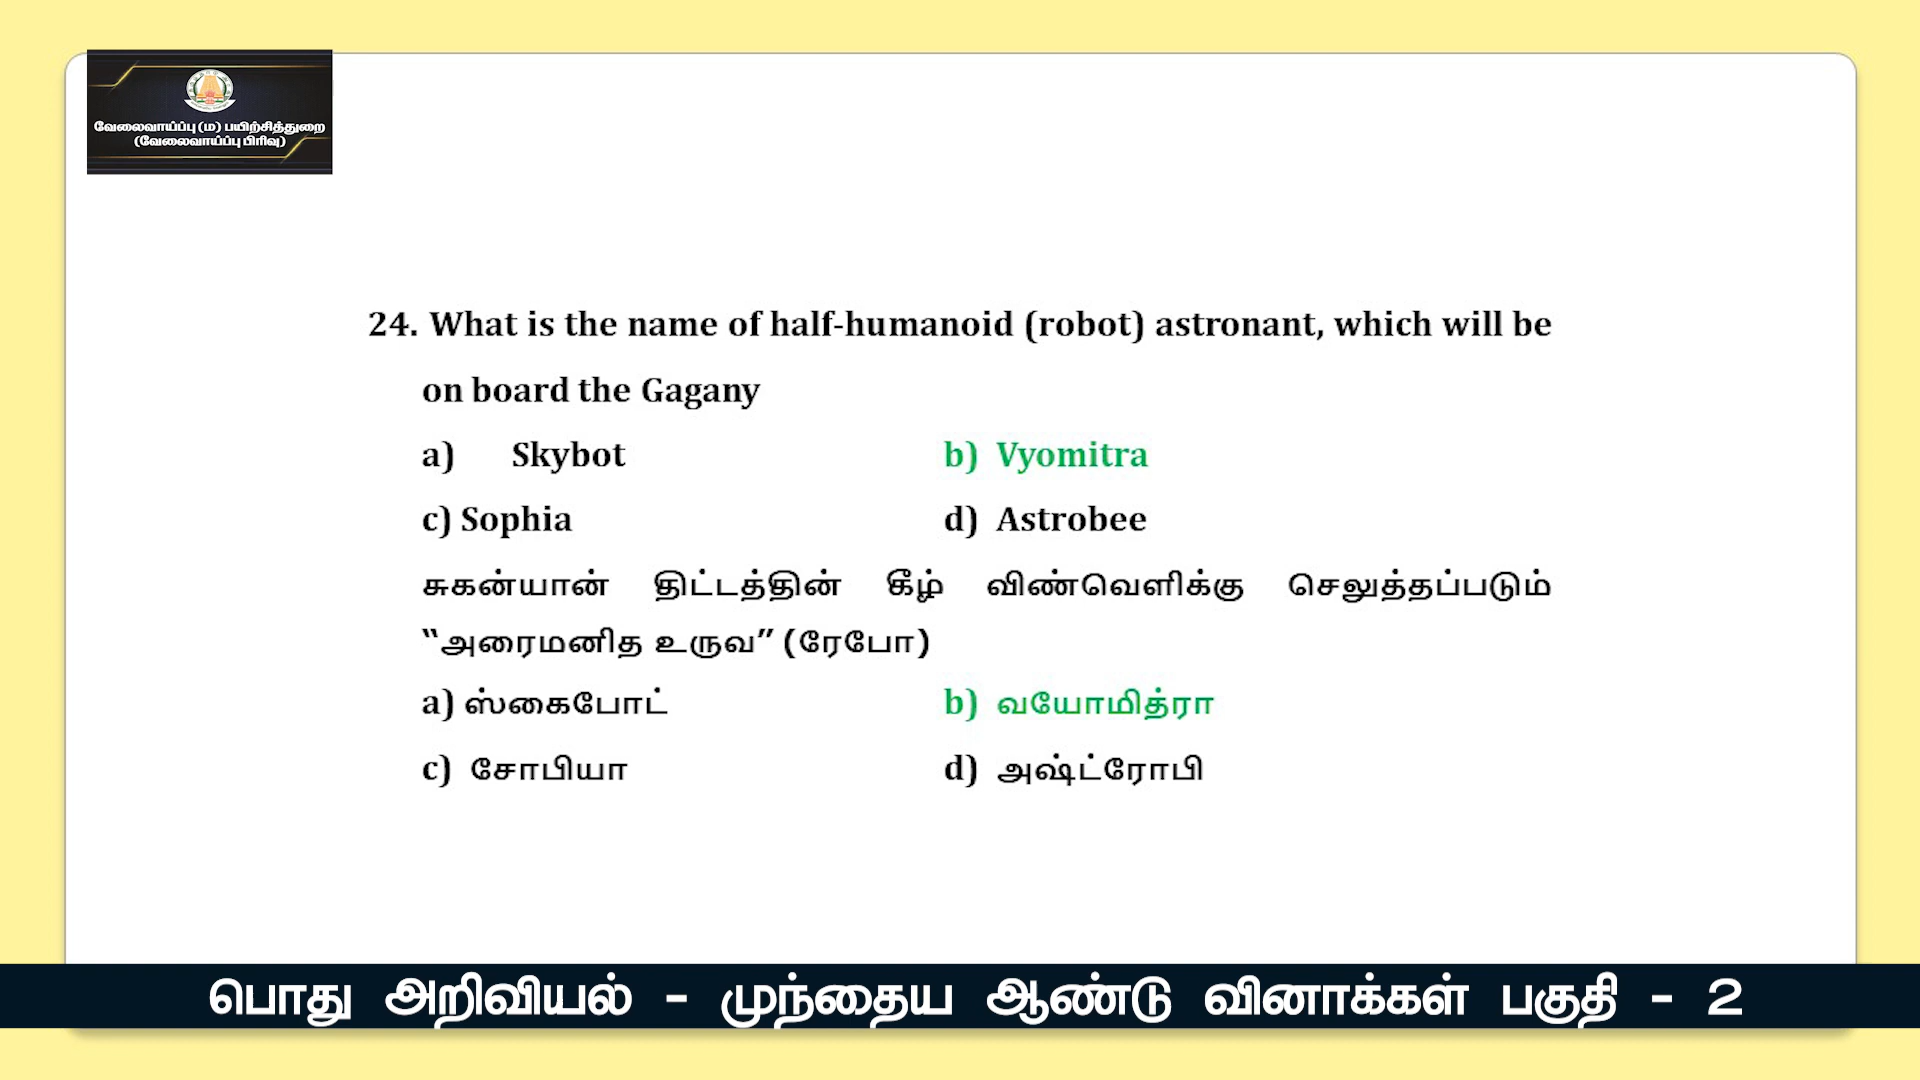 வேலைவாய்ப்பு (ம) பயிற்சித்துறை
(வேலைவாய்ப்பு பிரிவு)
24. What is the name of half-humanoid (robot) astronant, which will be
on board the Gagany
a) Skybot b) Vyomitra
c) Sophia d) Astrobee
சுகன்யான் திட்டத்தின் கீழ் விண்வெளிக்கு செலுத்தப்படும்
“அரைமனித உருவ” (ரேபோ)
a) ஸ்கைபோட் b) வயோமித்ரா
c) சோபியா d) அஷ்ட்ரோபி
பொது அறிவியல் - முந்தைய ஆண்டு வினாக்கள் பகுதி - 2